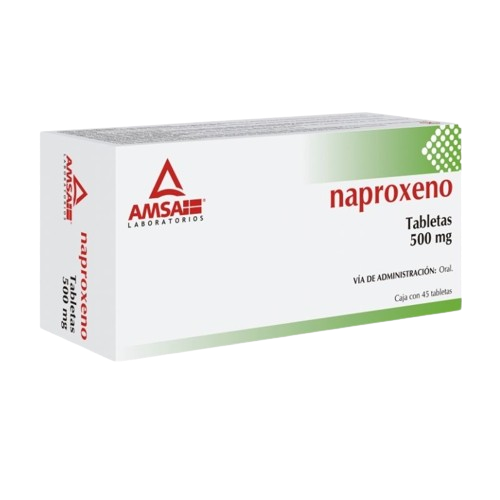 AMSA
LABORATORIOS
naproxeno
Tabletas
500 mg
VÍA DE ADMINISTRACIÓN: Oral.
Caja con 45 tabletas
naproxeno
Tabletas
500 mg
AMSA
LABORATORIOS